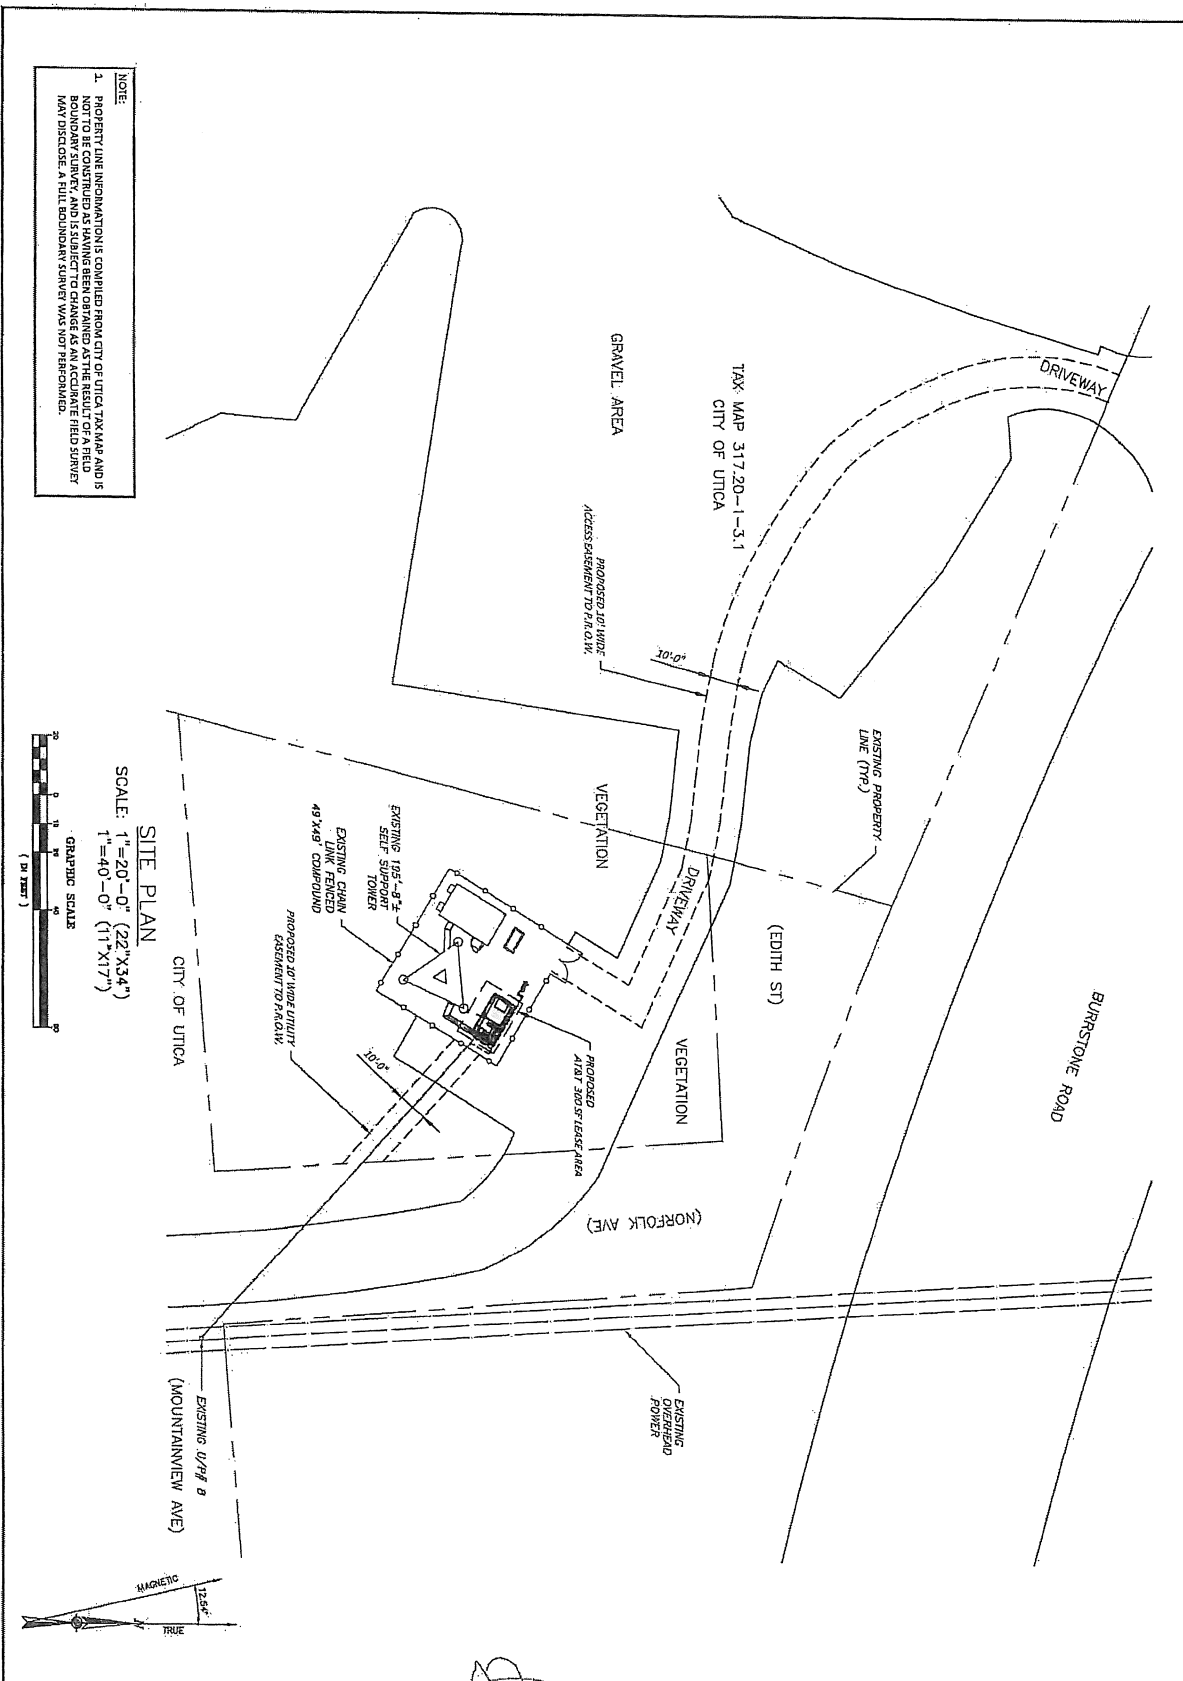 BURRSTONE ROAD
DRIVEWAY
EXISTING PROPERTY
LINE (TYP.)
(EDITH ST)
TAX MAP 317.20-1-3.1
CITY OF UTICA
10'-0"
DRIVEWAY
VEGETATION
(NORFOLK AVE)
EXISTING
OVERHEAD
POWER
GRAVEL AREA
PROPOSED 10' WIDE
ACCESS EASEMENT TO P.R.O.W.
VEGETATION
PROPOSED
AT&T 300 SF LEASE AREA
EXISTING 195'-8"±
SELF SUPPORT
TOWER
EXISTING CHAIN
LINK FENCED
49'X49' COMPOUND
10'-0"
PROPOSED 10' WIDE UTILITY
EASEMENT TO P.R.O.W.
CITY OF UTICA
EXISTING U/P# 8
(MOUNTAINVIEW AVE)
SITE PLAN
SCALE: 1"=20'-0" (22"X34")
1"=40'-0" (11"X17")
20 0 10 20 40 80
GRAPHIC SCALE
( IN FEET )
NOTE:
1. PROPERTY LINE INFORMATION IS COMPILED FROM CITY OF UTICA TAX MAP AND IS
NOT TO BE CONSTRUED AS HAVING BEEN OBTAINED AS THE RESULT OF A FIELD
BOUNDARY SURVEY, AND IS SUBJECT TO CHANGE AS AN ACCURATE FIELD SURVEY
MAY DISCLOSE. A FULL BOUNDARY SURVEY WAS NOT PERFORMED.
MAGNETIC
12.54°
TRUE